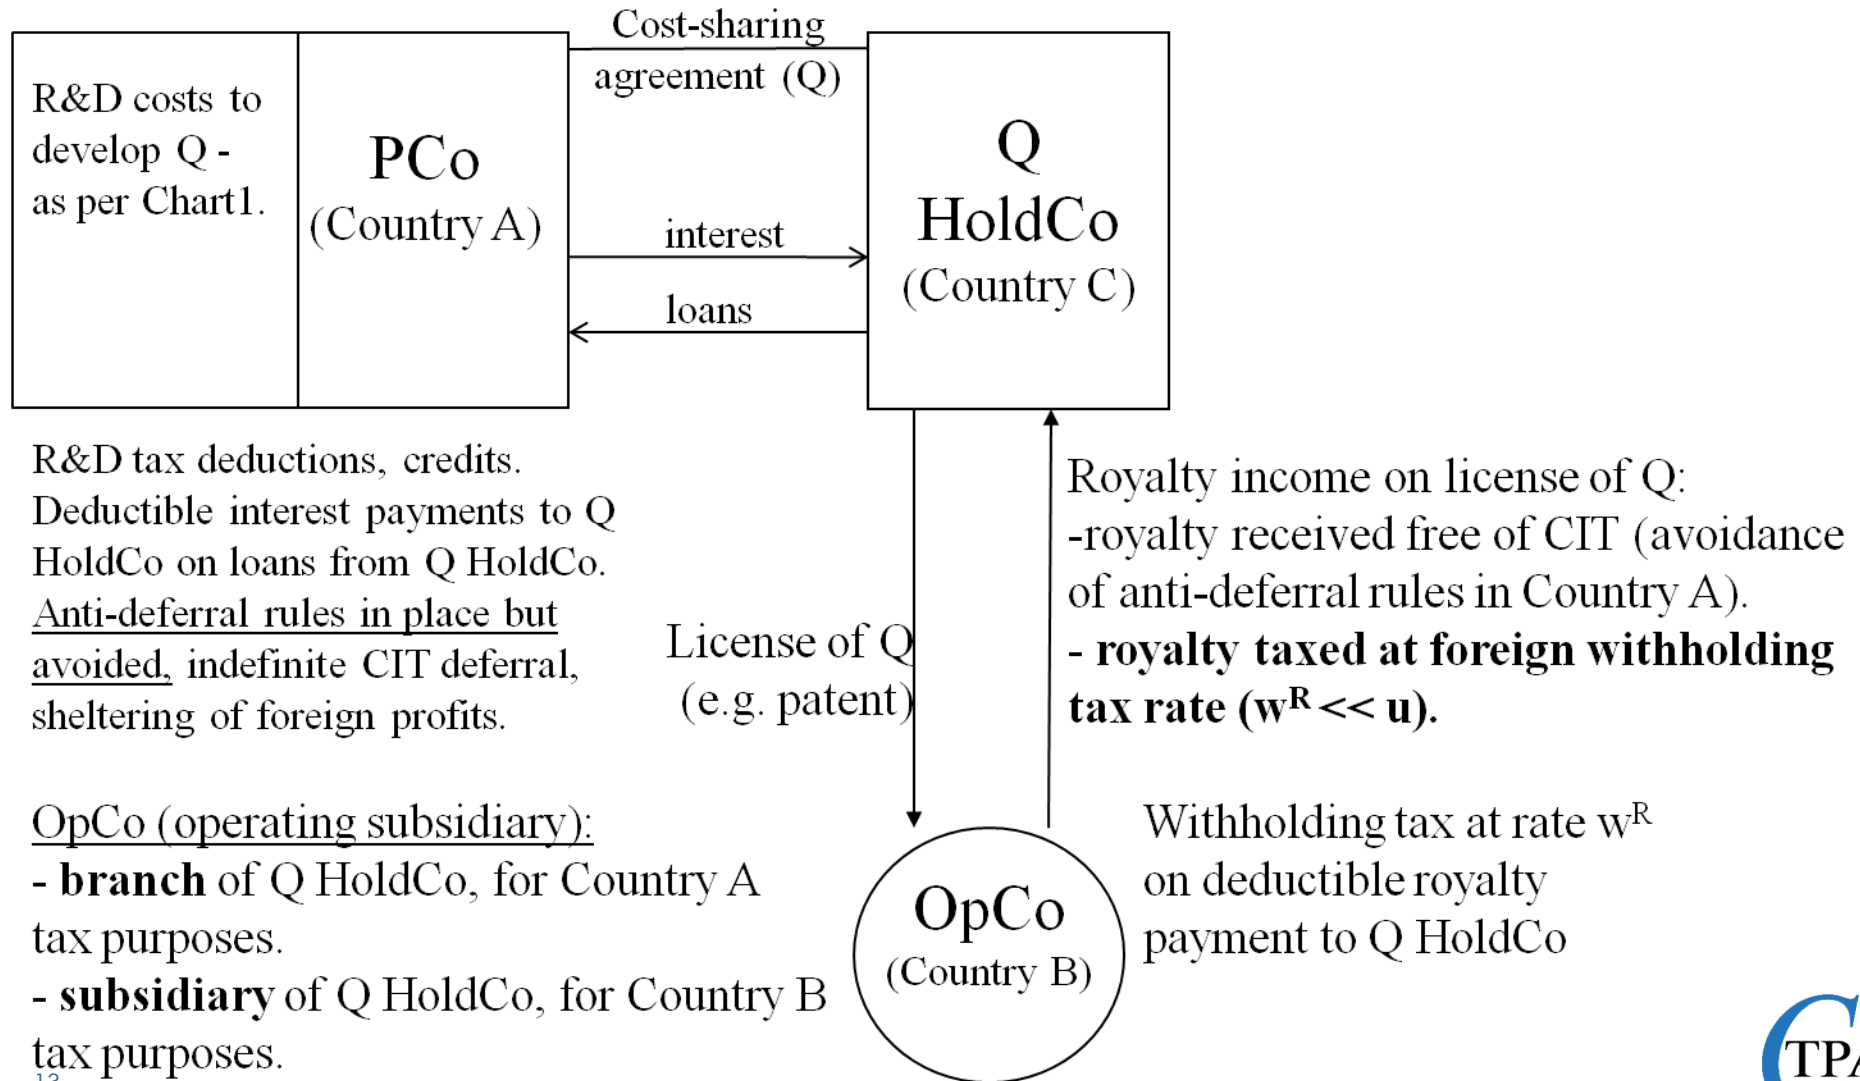 Cost-sharing
agreement (Q)
R&D costs to
develop Q -
as per Chart1.
PCo
(Country A)
interest
loans
Q
HoldCo
(Country C)
R&D tax deductions, credits.
Deductible interest payments to Q
HoldCo on loans from Q HoldCo.
Anti-deferral rules in place but
avoided, indefinite CIT deferral,
sheltering of foreign profits.
License of Q
(e.g. patent)
Royalty income on license of Q:
-royalty received free of CIT (avoidance
of anti-deferral rules in Country A).
- royalty taxed at foreign withholding
tax rate (wᴿ << u).
OpCo (operating subsidiary):
- branch of Q HoldCo, for Country A
tax purposes.
- subsidiary of Q HoldCo, for Country B
tax purposes.
OpCo
(Country B)
Withholding tax at rate wᴿ
on deductible royalty
payment to Q HoldCo